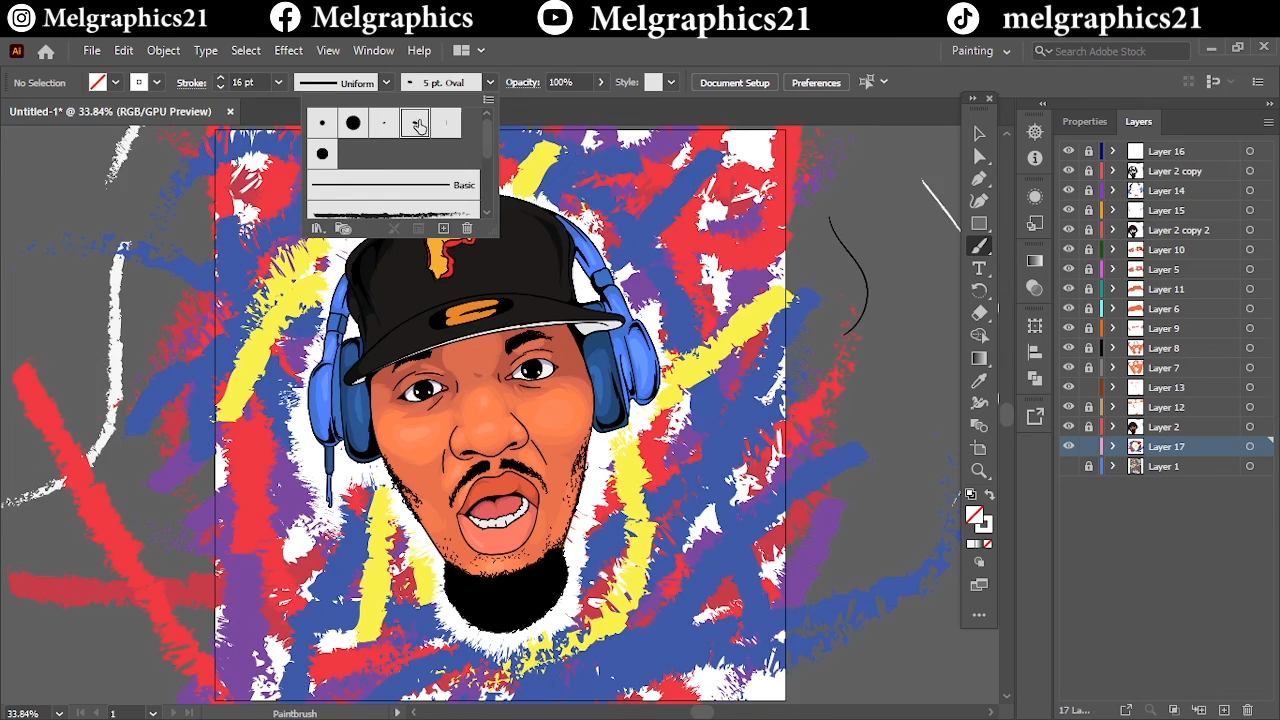 Melgraphics21 Melgraphics Melgraphics21 melgraphics21
Ai File Edit Object Type Select Effect View Window Help Painting Search Adobe Stock
No Selection Stroke: 16 pt Uniform 5 pt. Oval Opacity: 100% Style: Document Setup Preferences
Untitled-1* @ 33.84% (RGB/GPU Preview)
Basic
Properties Layers
Layer 16
Layer 2 copy
Layer 14
Layer 15
Layer 2 copy 2
Layer 10
Layer 5
Layer 11
Layer 6
Layer 9
Layer 8
Layer 7
Layer 13
Layer 12
Layer 2
Layer 17
Layer 1
33.84% 1 Paintbrush 17 La...